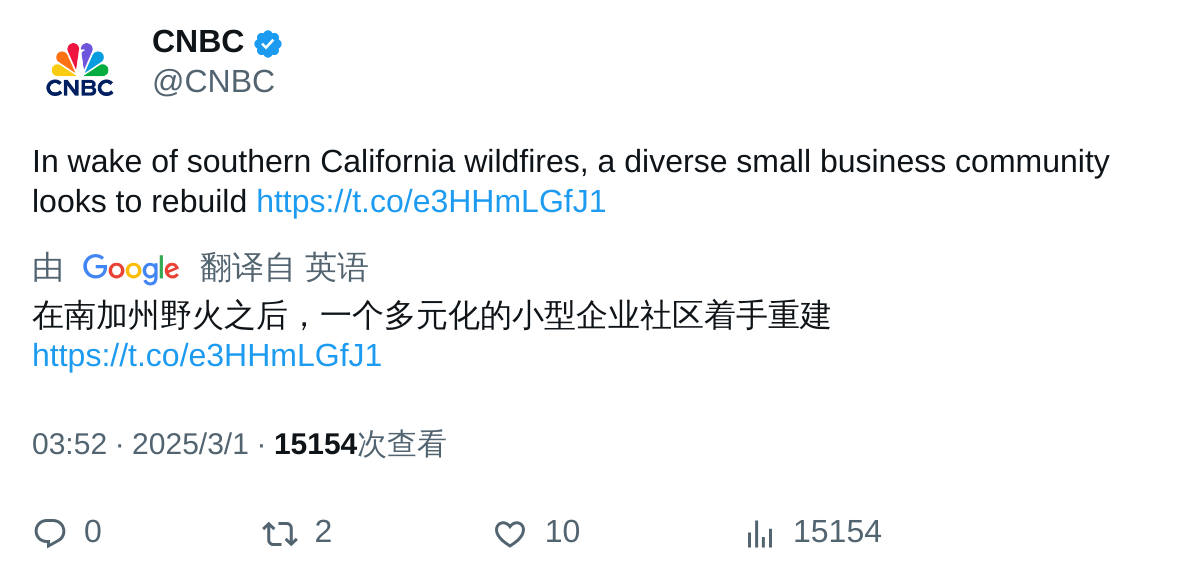 CNBC
CNBC
@CNBC
In wake of southern California wildfires, a diverse small business community
looks to rebuild https://t.co/e3HHmLGfJ1
由 Google 翻译自 英语
在南加州野火之后，一个多元化的小型企业社区着手重建
https://t.co/e3HHmLGfJ1
03:52 · 2025/3/1 · 15154次查看
0 2 10 15154